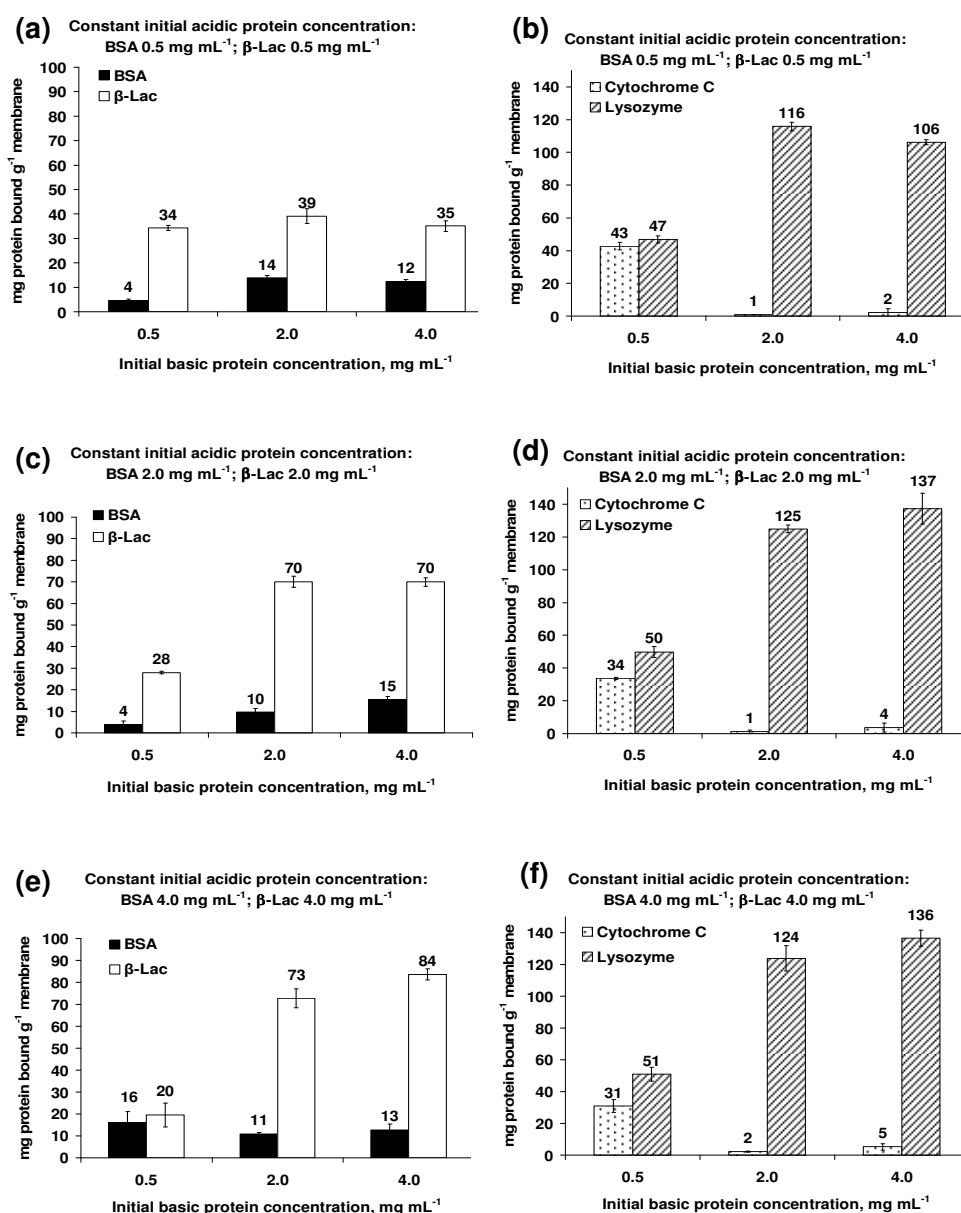 (a)
Constant initial acidic protein concentration:
BSA 0.5 mg mL⁻¹; β-Lac 0.5 mg mL⁻¹
mg protein bound g⁻¹ membrane
100
90
80
70
60
50
40
30
20
10
0
BSA
β-Lac
4
34
14
39
12
35
0.5
2.0
4.0
Initial basic protein concentration, mg mL⁻¹
(b)
Constant initial acidic protein concentration:
BSA 0.5 mg mL⁻¹; β-Lac 0.5 mg mL⁻¹
mg protein bound g⁻¹ membrane
140
120
100
80
60
40
20
0
Cytochrome C
Lysozyme
43
47
1
116
2
106
0.5
2.0
4.0
Initial basic protein concentration, mg mL⁻¹
(c)
Constant initial acidic protein concentration:
BSA 2.0 mg mL⁻¹; β-Lac 2.0 mg mL⁻¹
mg protein bound g⁻¹ membrane
100
90
80
70
60
50
40
30
20
10
0
BSA
β-Lac
4
28
10
70
15
70
0.5
2.0
4.0
Initial basic protein concentration, mg mL⁻¹
(d)
Constant initial acidic protein concentration:
BSA 2.0 mg mL⁻¹; β-Lac 2.0 mg mL⁻¹
mg protein bound g⁻¹ membrane
140
120
100
80
60
40
20
0
Cytochrome C
Lysozyme
34
50
1
125
4
137
0.5
2.0
4.0
Initial basic protein concentration, mg mL⁻¹
(e)
Constant initial acidic protein concentration:
BSA 4.0 mg mL⁻¹; β-Lac 4.0 mg mL⁻¹
mg protein bound g⁻¹ membrane
100
90
80
70
60
50
40
30
20
10
0
BSA
β-Lac
16
20
11
73
13
84
0.5
2.0
4.0
Initial basic protein concentration, mg mL⁻¹
(f)
Constant initial acidic protein concentration:
BSA 4.0 mg mL⁻¹; β-Lac 4.0 mg mL⁻¹
mg protein bound g⁻¹ membrane
140
120
100
80
60
40
20
0
Cytochrome C
Lysozyme
31
51
2
124
5
136
0.5
2.0
4.0
Initial basic protein concentration, mg mL⁻¹